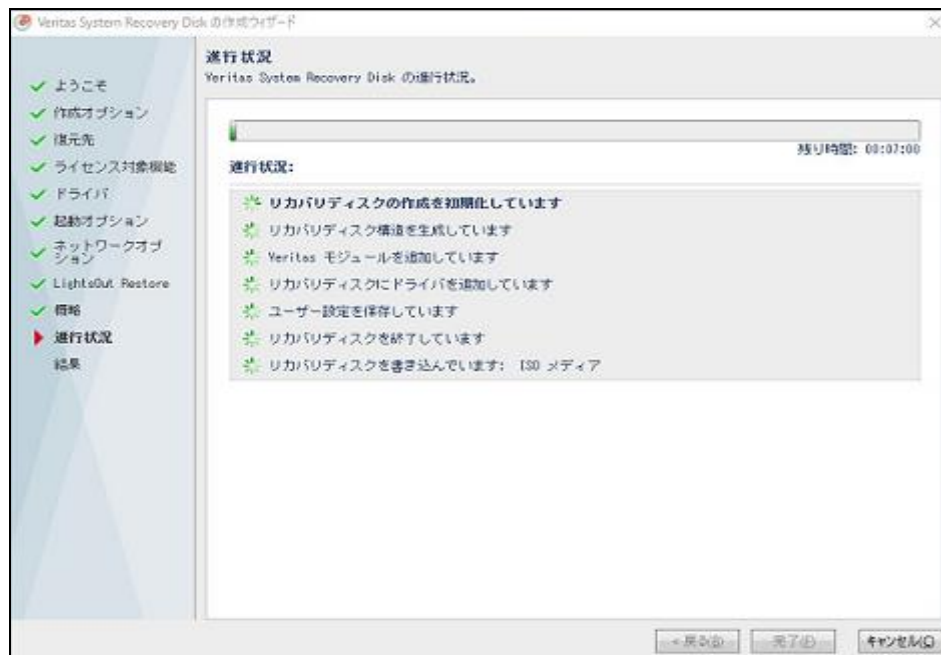 Veritas System Recovery Disk の作成ウィザード
進行状況
Veritas System Recovery Disk の進行状況。
ようこそ
作成オプション
復元先
ライセンス対象機能
ドライバ
起動オプション
ネットワークオプ
ション
LightsOut Restore
概略
進行状況
結果
残り時間: 00:07:00
進行状況:
リカバリディスクの作成を初期化しています
リカバリディスク構造を生成しています
Veritas モジュールを追加しています
リカバリディスクにドライバを追加しています
ユーザー設定を保存しています
リカバリディスクを終了しています
リカバリディスクを書き込んでいます: ISO メディア
< 戻る(B)
完了(F)
キャンセル(C)